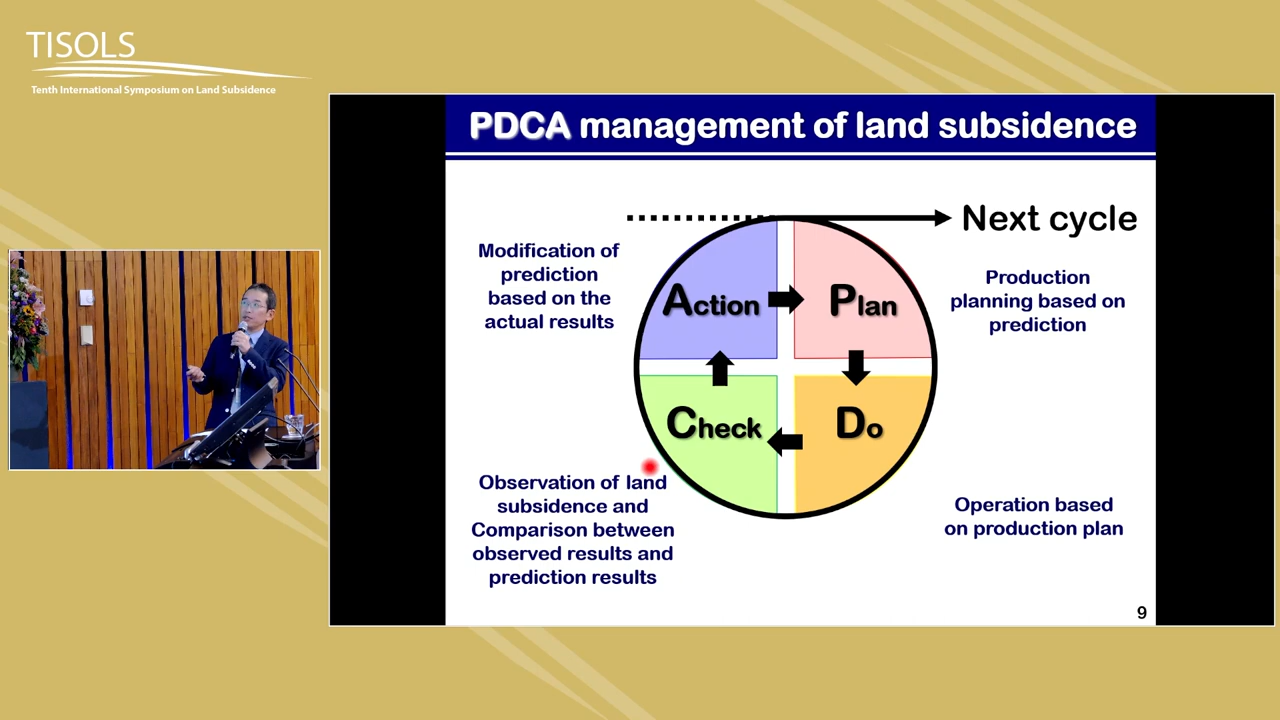 TISOLS
Tenth International Symposium on Land Subsidence
PDCA management of land subsidence
Next cycle
Modification of
prediction
based on the
actual results
Action
Plan
Production
planning based on
prediction
Check
Do
Observation of land
subsidence and
Comparison between
observed results and
prediction results
Operation based
on production plan
9